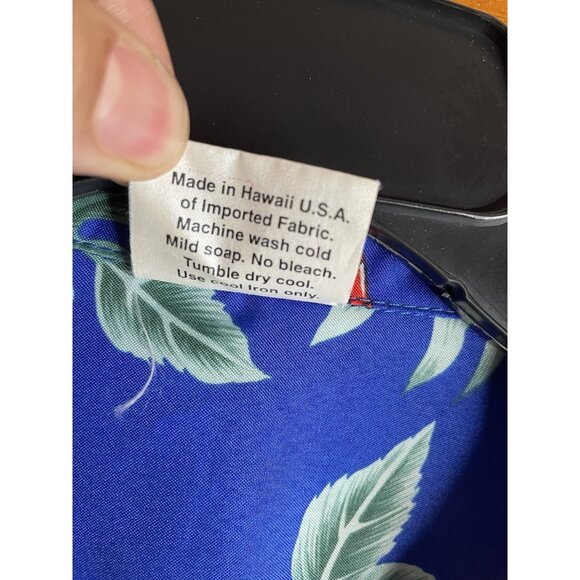 Made in Hawaii U.S.A.
of Imported Fabric.
Machine wash cold
Mild soap. No bleach.
Tumble dry cool.
Use cool Iron only.